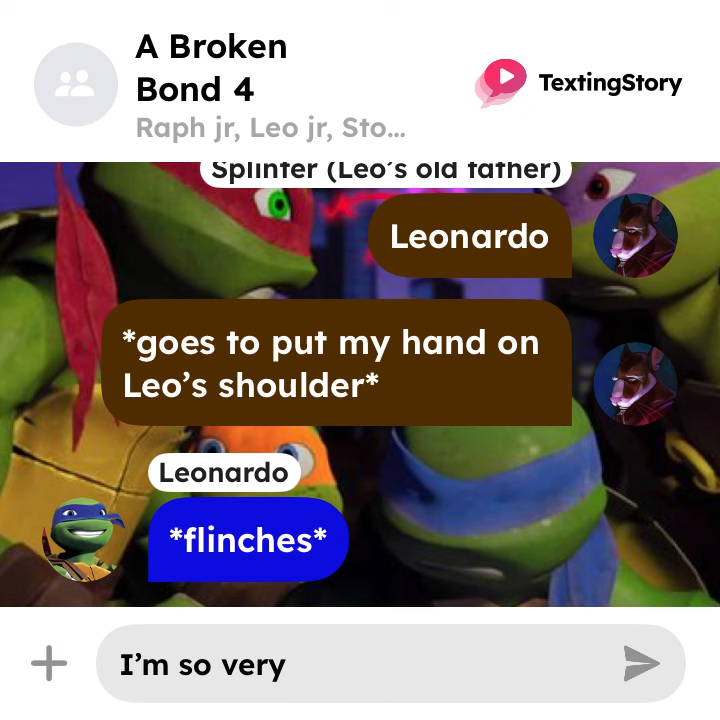 A Broken
Bond 4
Raph jr, Leo jr, Sto...
TextingStory
Splinter (Leo's old father)
Leonardo
*goes to put my hand on
Leo's shoulder*
Leonardo
*flinches*
I'm so very